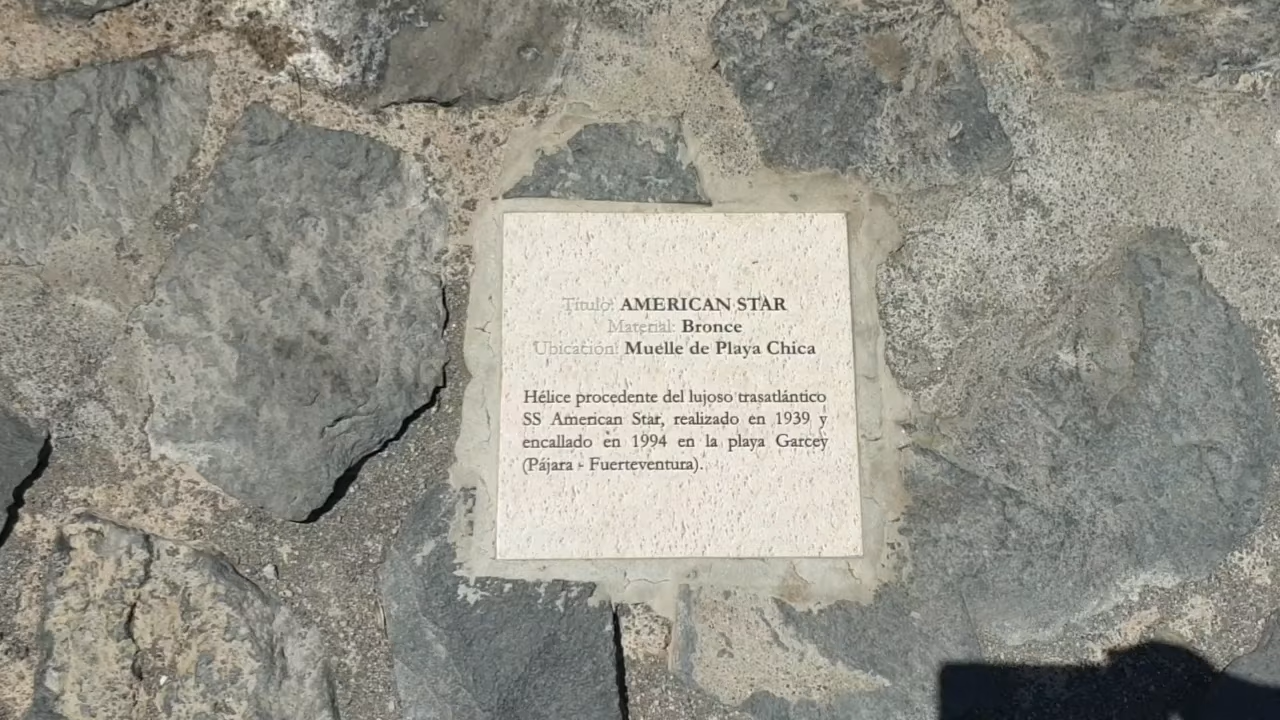 Título: AMERICAN STAR
Material: Bronce
Ubicación: Muelle de Playa Chica
Hélice procedente del lujoso trasatlántico
SS American Star, realizado en 1939 y
encallado en 1994 en la playa Garcey
(Pájara - Fuerteventura).